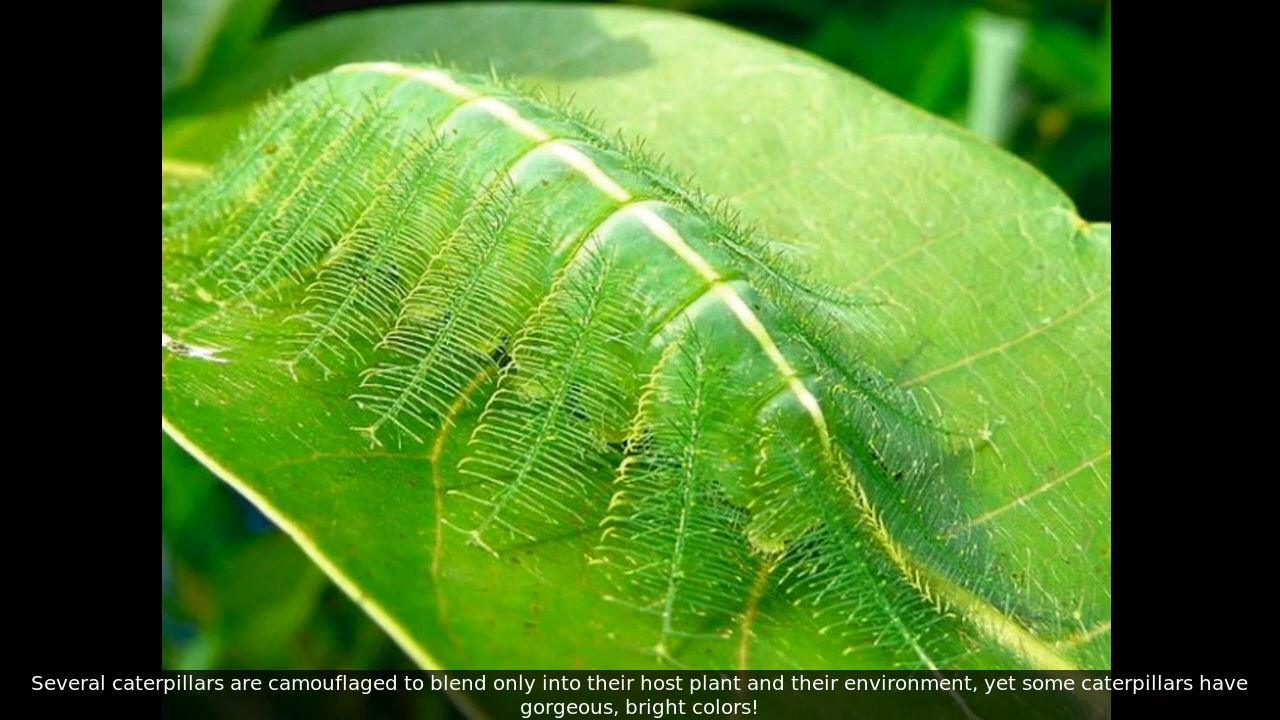 Several caterpillars are camouflaged to blend only into their host plant and their environment, yet some caterpillars have
gorgeous, bright colors!